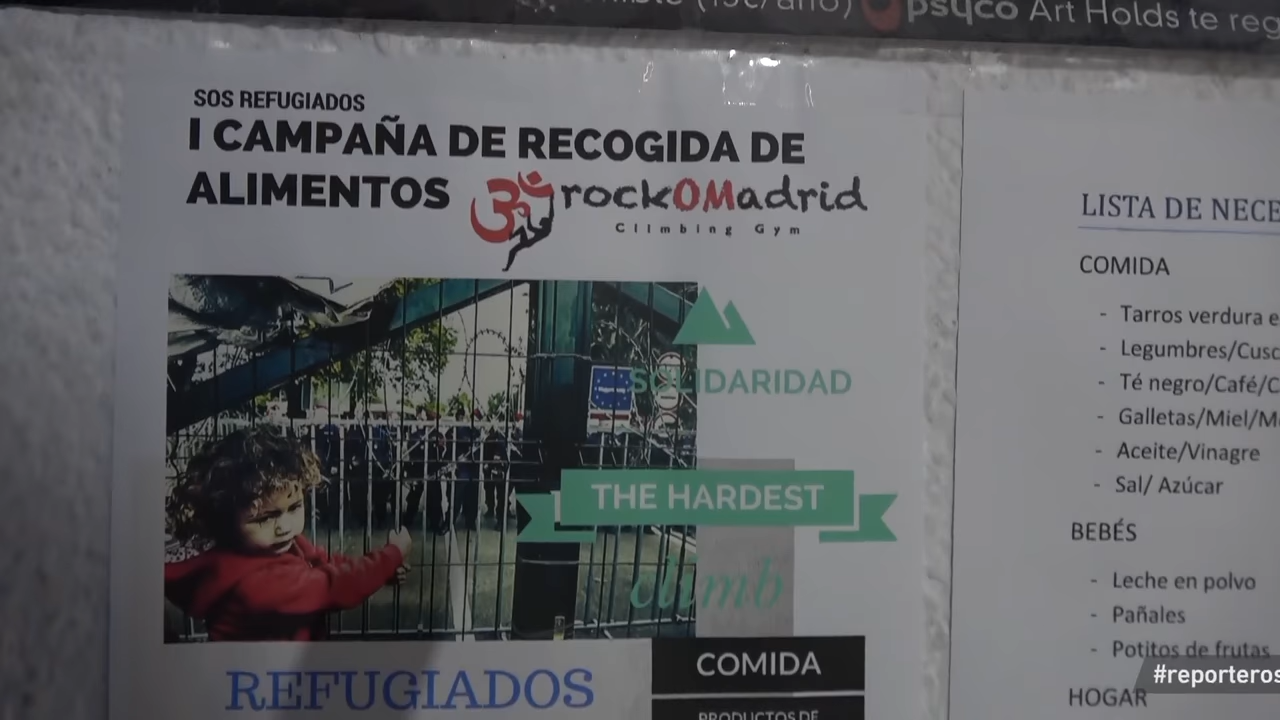 psyco Art Holds te reg
SOS REFUGIADOS
I CAMPAÑA DE RECOGIDA DE
ALIMENTOS
rockOMadrid
Climbing Gym
SOLIDARIDAD
THE HARDEST
climb
REFUGIADOS
COMIDA
PRODUCTOS DE
LISTA DE NECE
COMIDA
- Tarros verdura e
- Legumbres/Cusc
- Té negro/Café/C
- Galletas/Miel/M
- Aceite/Vinagre
- Sal/ Azúcar
BEBÉS
- Leche en polvo
- Pañales
- Potitos de frutas
HOGAR
#reporteros